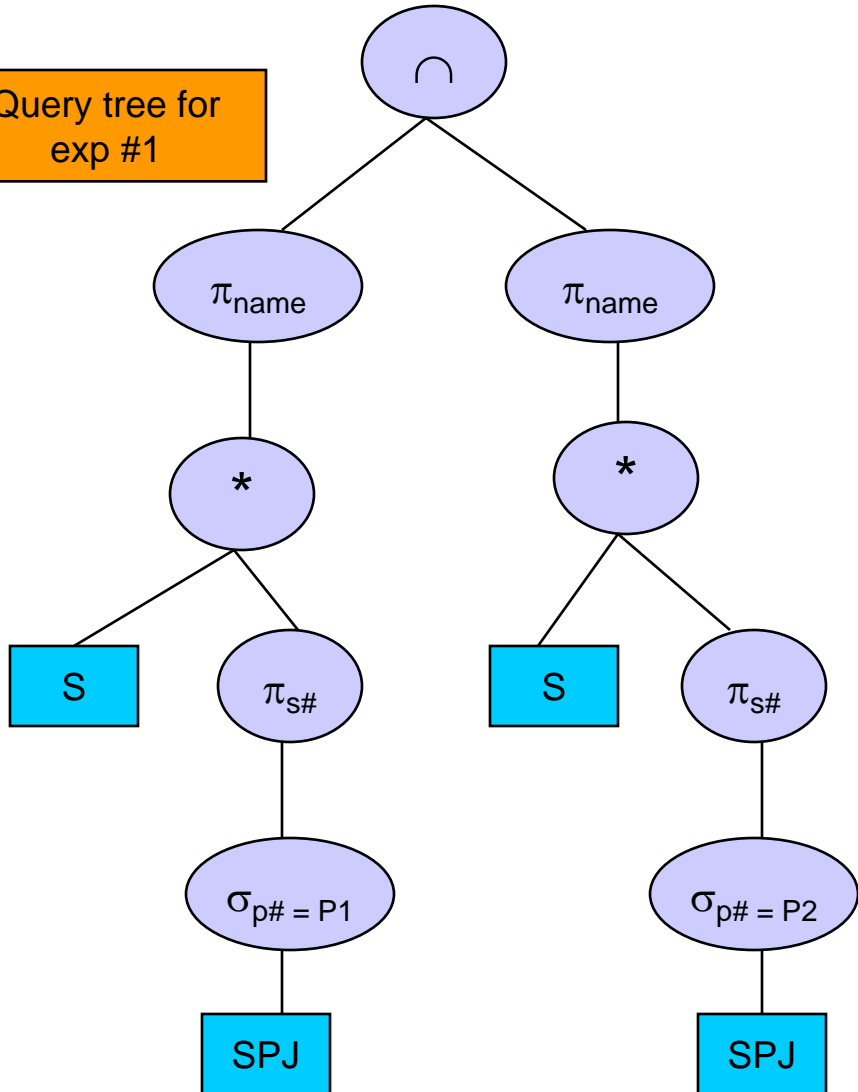 ∩
Query tree for
exp #1
πname πname
* *
S πs# S πs#
σp# = P1 σp# = P2
SPJ SPJ